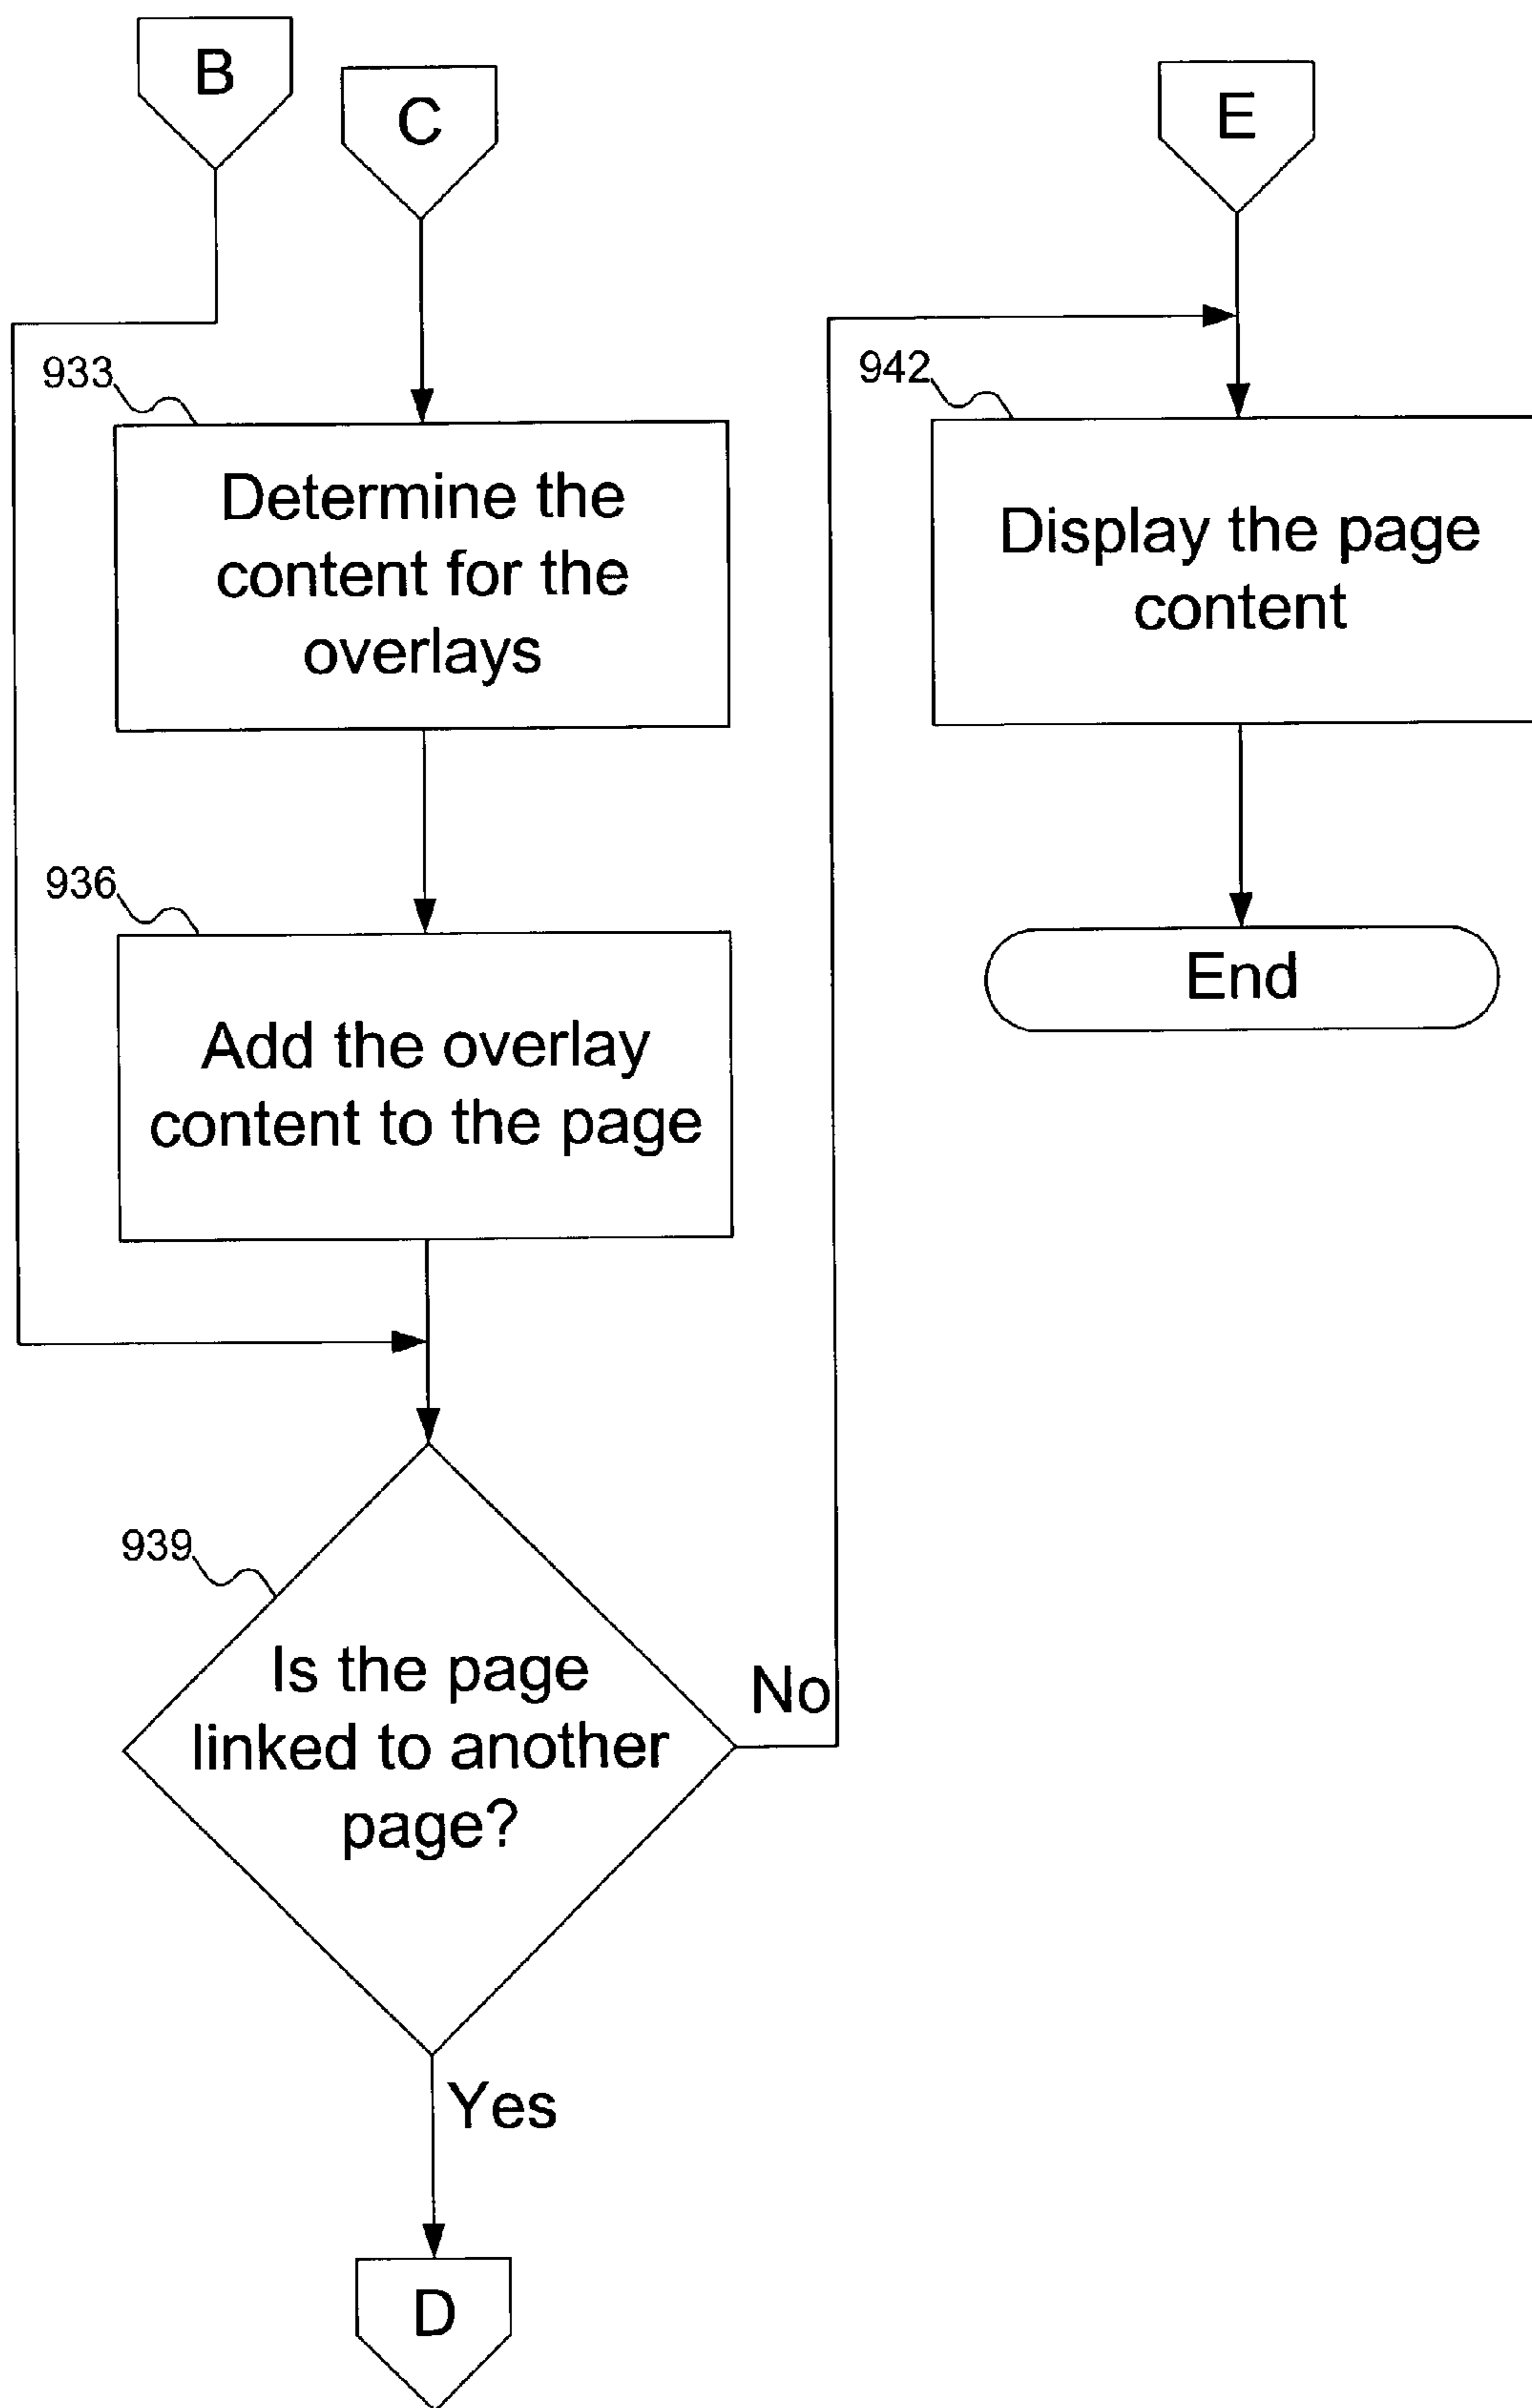 B
C
933
Determine the
content for the
overlays
936
Add the overlay
content to the page
939
Is the page
linked to another
page?
No
Yes
D
E
942
Display the page
content
End